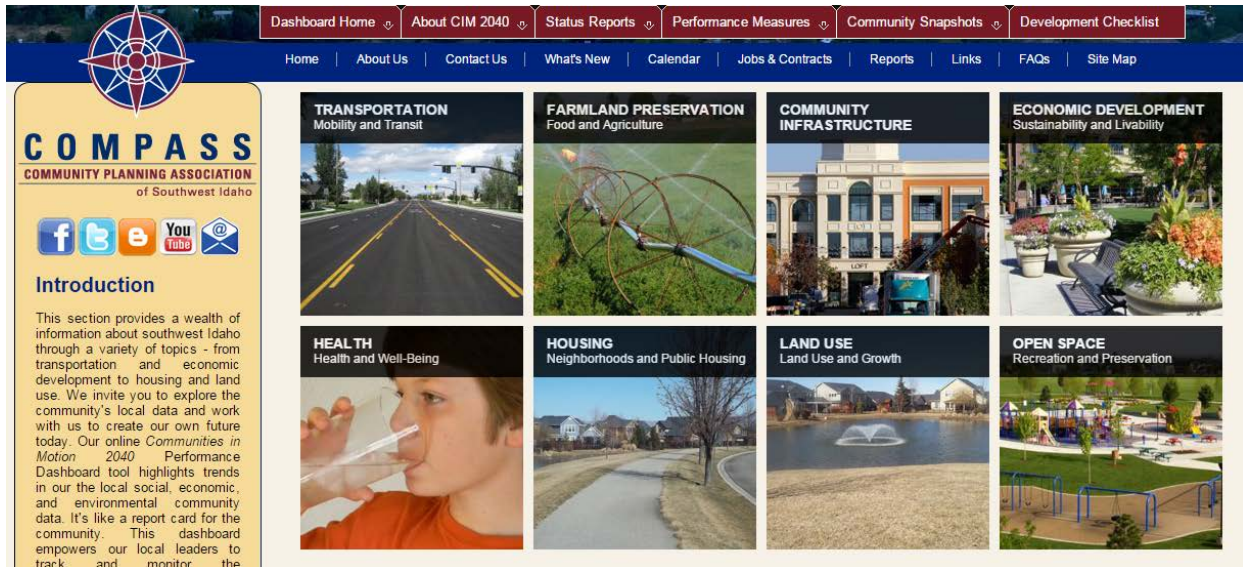 Dashboard Home
About CIM 2040
Status Reports
Performance Measures
Community Snapshots
Development Checklist
Home
About Us
Contact Us
What's New
Calendar
Jobs & Contracts
Reports
Links
FAQs
Site Map
COMPASS
COMMUNITY PLANNING ASSOCIATION
of Southwest Idaho
f
t
B
You
Tube
@
Introduction
This section provides a wealth of
information about southwest Idaho
through a variety of topics - from
transportation and economic
development to housing and land
use. We invite you to explore the
community's local data and work
with us to create our own future
today. Our online Communities in
Motion 2040 Performance
Dashboard tool highlights trends
in our the local social, economic,
and environmental community
data. It's like a report card for the
community. This dashboard
empowers our local leaders to
track and monitor the
TRANSPORTATION
Mobility and Transit
FARMLAND PRESERVATION
Food and Agriculture
COMMUNITY
INFRASTRUCTURE
LOFT
ECONOMIC DEVELOPMENT
Sustainability and Livability
HEALTH
Health and Well-Being
HOUSING
Neighborhoods and Public Housing
LAND USE
Land Use and Growth
OPEN SPACE
Recreation and Preservation